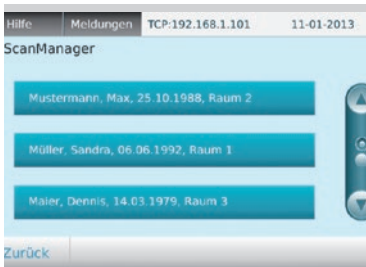 Hilfe Meldungen TCP:192.168.1.101 11-01-2013
ScanManager
Mustermann, Max, 25.10.1988, Raum 2
Müller, Sandra, 06.06.1992, Raum 1
Maier, Dennis, 14.03.1979, Raum 3
Zurück